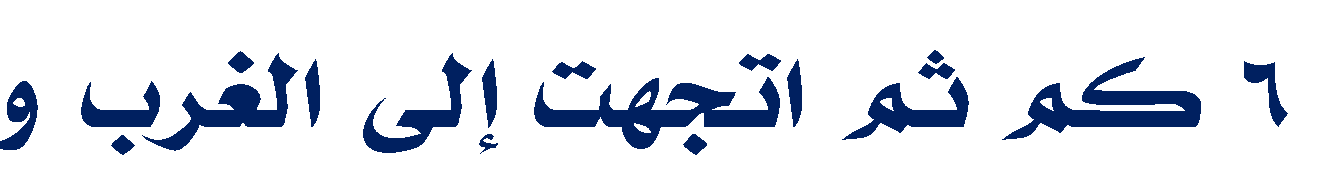 ٦ كم ثم اتجهت إلى الغرب و